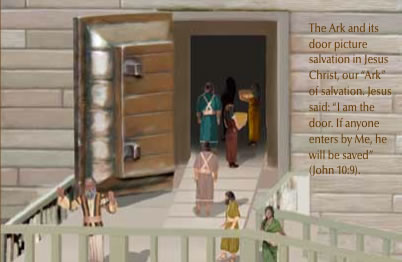 The Ark and its
door picture
salvation in Jesus
Christ, our “Ark”
of salvation. Jesus
said: “I am the
door. If anyone
enters by Me, he
will be saved”
(John 10:9).